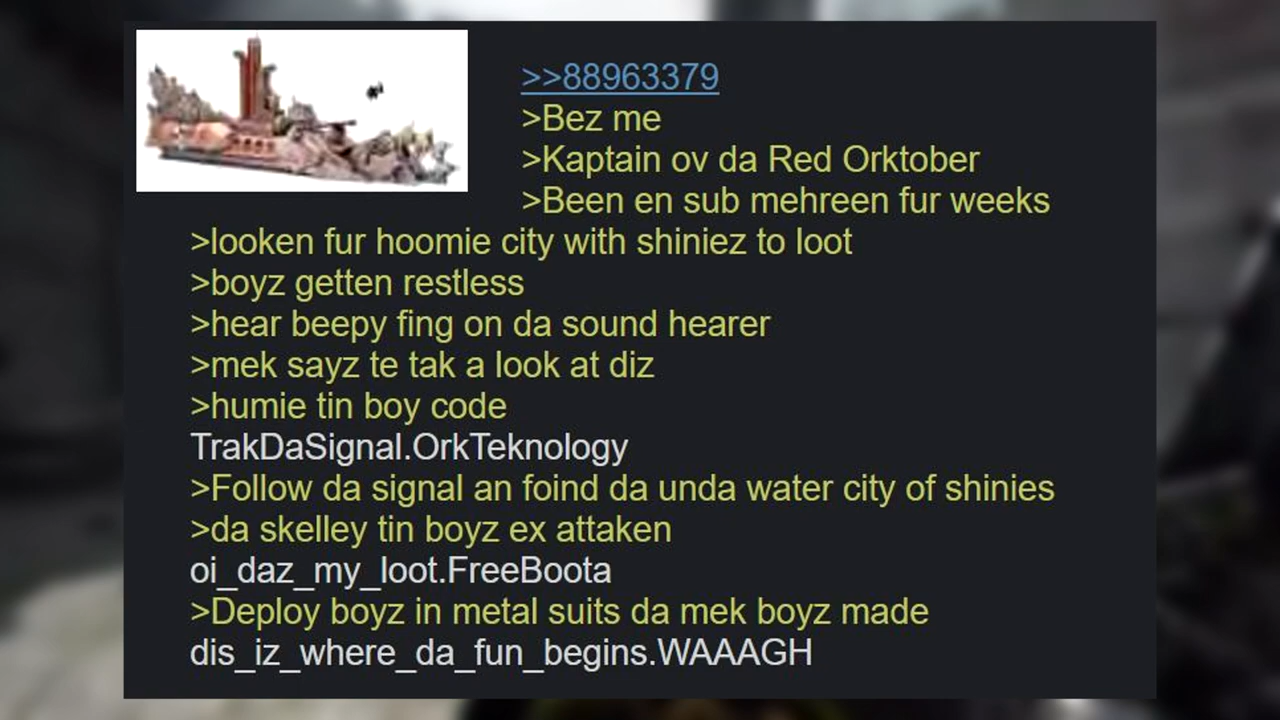 >>88963379
>Bez me
>Kaptain ov da Red Orktober
>Been en sub mehreen fur weeks
>looken fur hoomie city with shiniez to loot
>boyz getten restless
>hear beepy fing on da sound hearer
>mek sayz te tak a look at diz
>humie tin boy code
TrakDaSignal.OrkTeknology
>Follow da signal an foind da unda water city of shinies
>da skelley tin boyz ex attaken
oi_daz_my_loot.FreeBoota
>Deploy boyz in metal suits da mek boyz made
dis_iz_where_da_fun_begins.WAAAGH